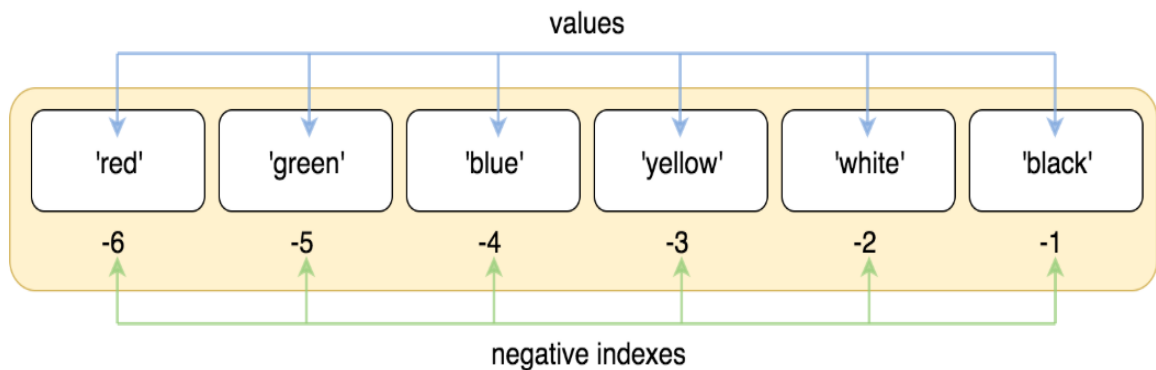 values
'red' 'green' 'blue' 'yellow' 'white' 'black'
-6 -5 -4 -3 -2 -1
negative indexes